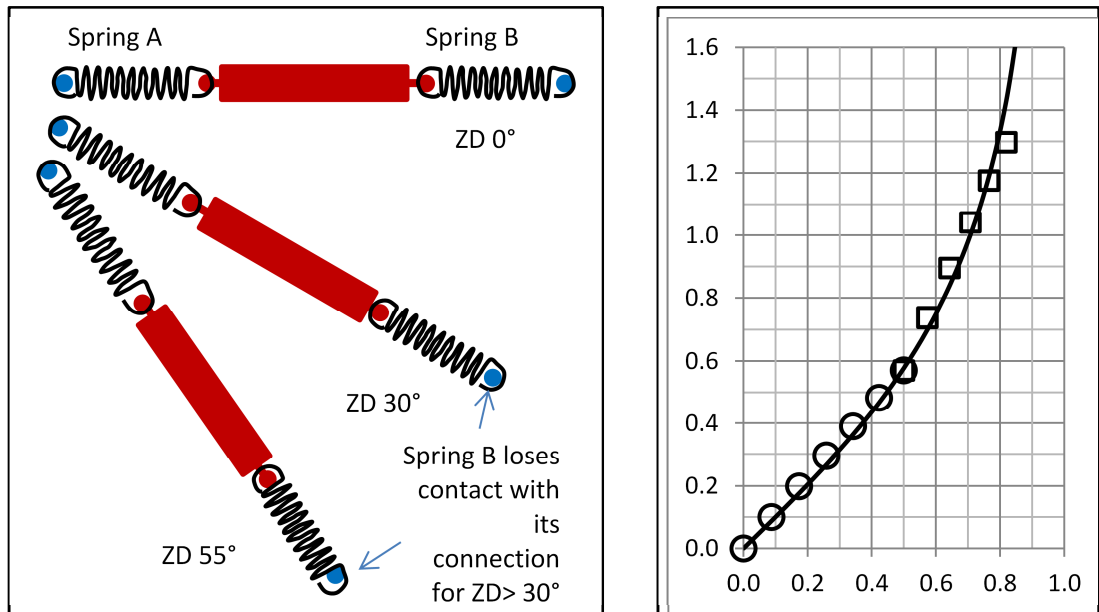 Spring A
Spring B
ZD 0°
ZD 30°
Spring B loses
contact with
its
connection
for ZD> 30°
ZD 55°
1.6
1.4
1.2
1.0
0.8
0.6
0.4
0.2
0.0
0.0 0.2 0.4 0.6 0.8 1.0